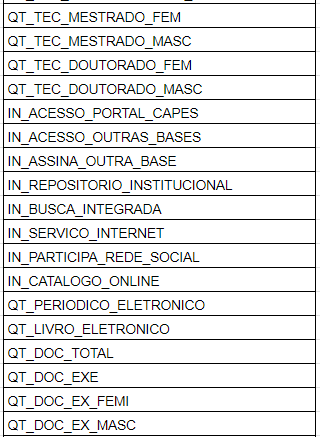 QT_TEC_MESTRADO_FEM
QT_TEC_MESTRADO_MASC
QT_TEC_DOUTORADO_FEM
QT_TEC_DOUTORADO_MASC
IN_ACESSO_PORTAL_CAPES
IN_ACESSO_OUTRAS_BASES
IN_ASSINA_OUTRA_BASE
IN_REPOSITORIO_INSTITUCIONAL
IN_BUSCA_INTEGRADA
IN_SERVICO_INTERNET
IN_PARTICIPA_REDE_SOCIAL
IN_CATALOGO_ONLINE
QT_PERIODICO_ELETRONICO
QT_LIVRO_ELETRONICO
QT_DOC_TOTAL
QT_DOC_EXE
QT_DOC_EX_FEMI
QT_DOC_EX_MASC